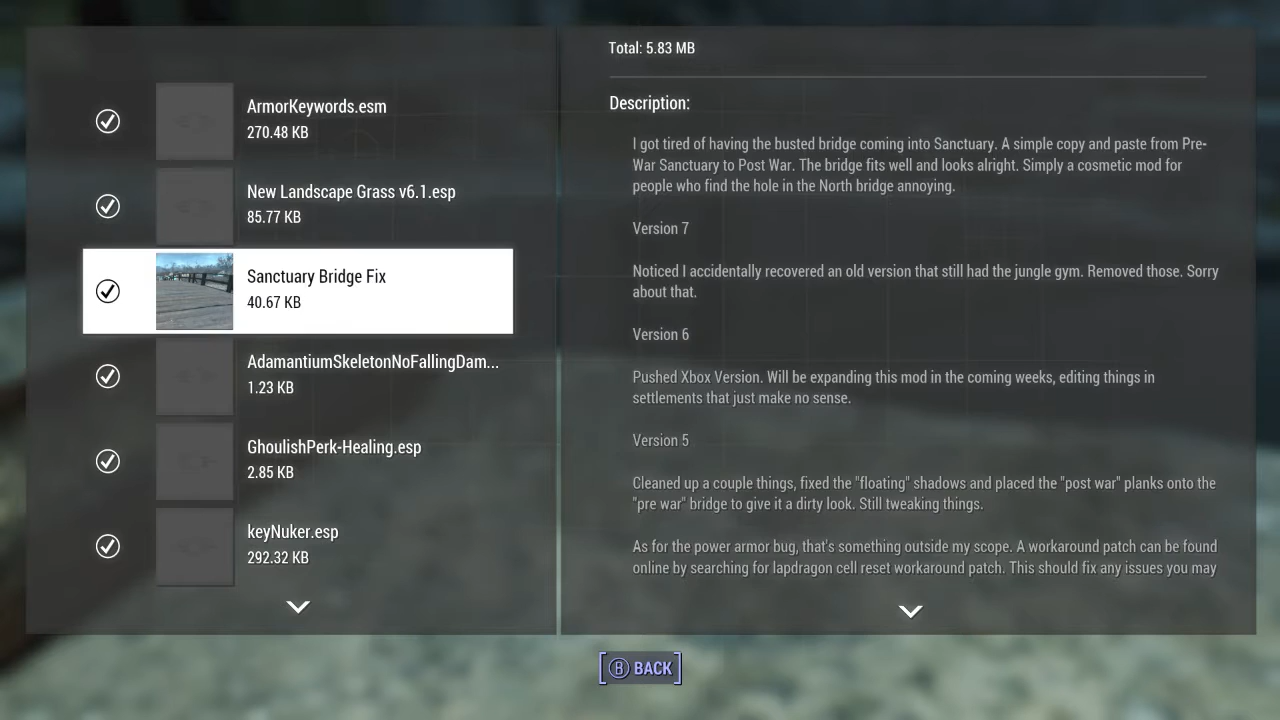 Total: 5.83 MB
ArmorKeywords.esm
270.48 KB
New Landscape Grass v6.1.esp
85.77 KB
Sanctuary Bridge Fix
40.67 KB
AdamantiumSkeletonNoFallingDam...
1.23 KB
GhoulishPerk-Healing.esp
2.85 KB
keyNuker.esp
292.32 KB
Description:
I got tired of having the busted bridge coming into Sanctuary. A simple copy and paste from Pre-
War Sanctuary to Post War. The bridge fits well and looks alright. Simply a cosmetic mod for
people who find the hole in the North bridge annoying.
Version 7
Noticed I accidentally recovered an old version that still had the jungle gym. Removed those. Sorry
about that.
Version 6
Pushed Xbox Version. Will be expanding this mod in the coming weeks, editing things in
settlements that just make no sense.
Version 5
Cleaned up a couple things, fixed the "floating" shadows and placed the "post war" planks onto the
"pre war" bridge to give it a dirty look. Still tweaking things.
As for the power armor bug, that's something outside my scope. A workaround patch can be found
online by searching for lapdragon cell reset workaround patch. This should fix any issues you may
B BACK